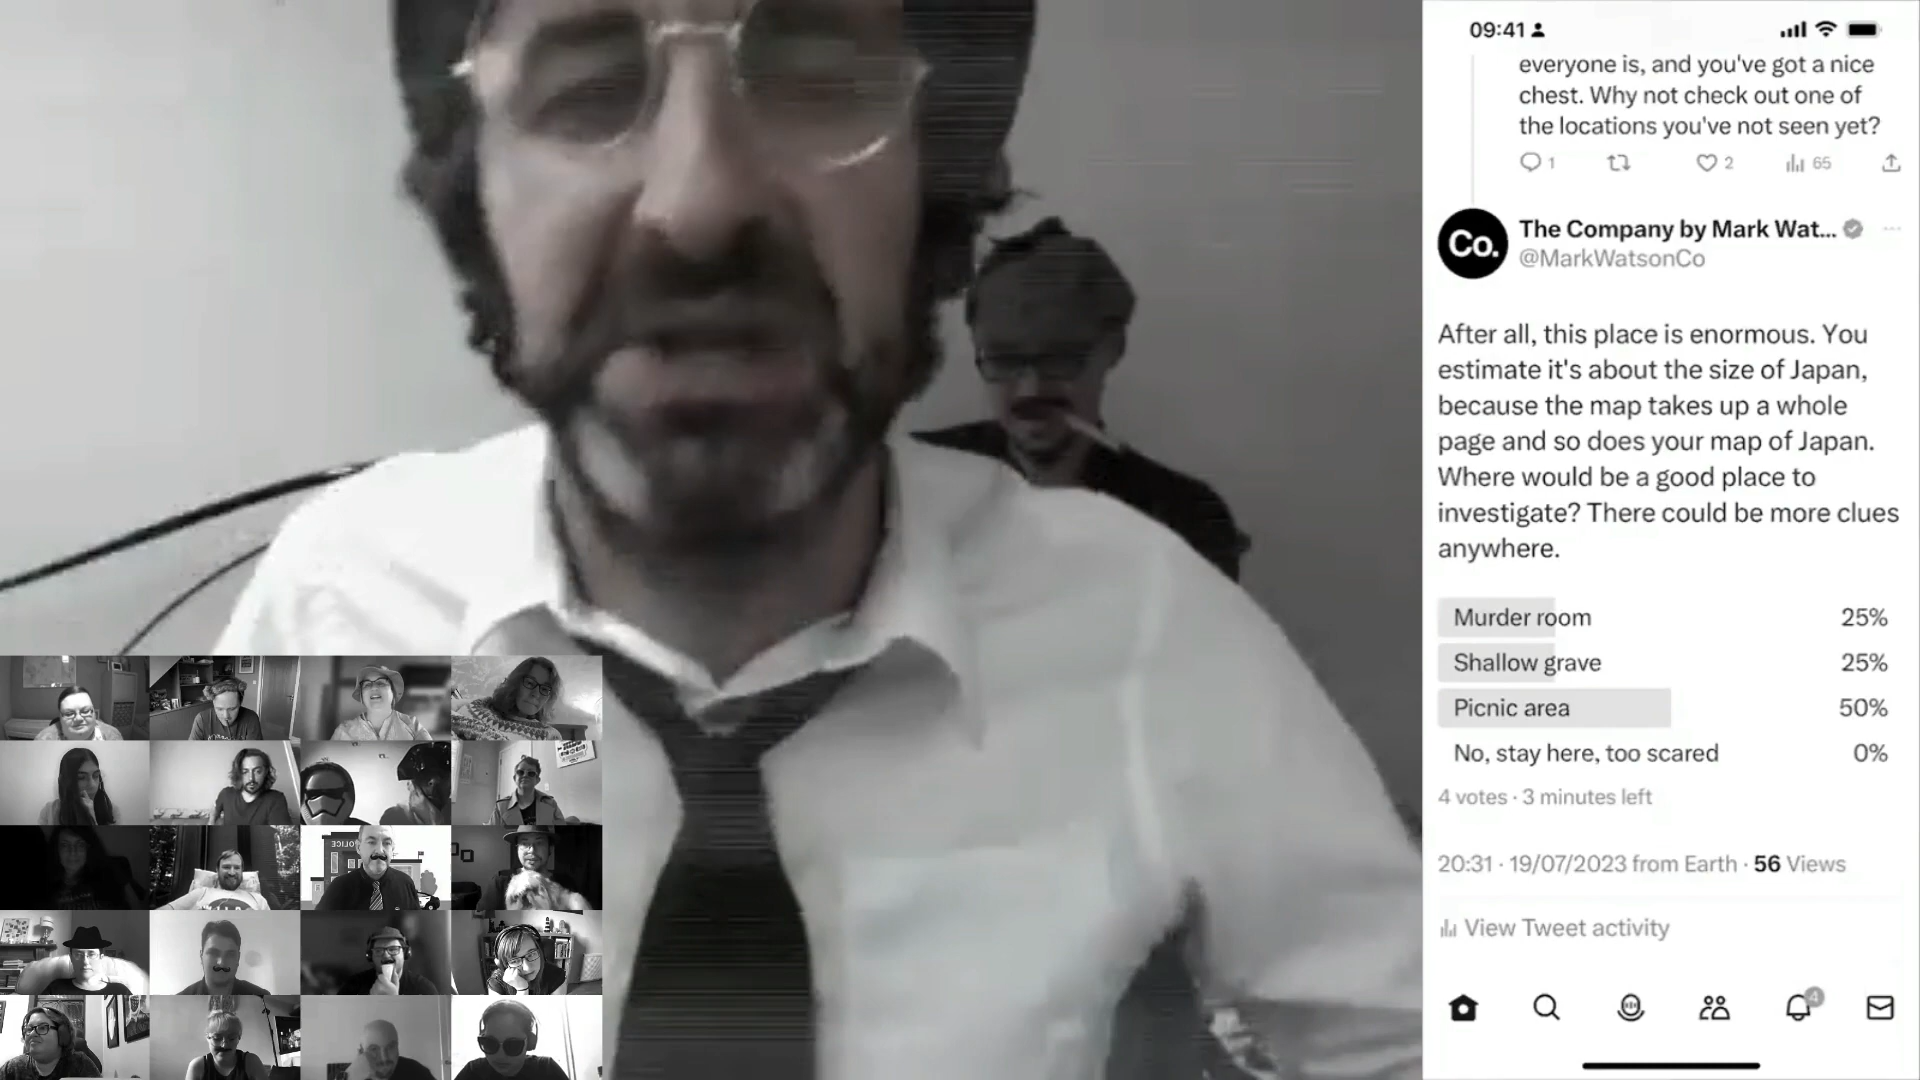 09:41
everyone is, and you've got a nice
chest. Why not check out one of
the locations you've not seen yet?
1 2 65
Co.
The Company by Mark Wat...
@MarkWatsonCo
After all, this place is enormous. You
estimate it's about the size of Japan,
because the map takes up a whole
page and so does your map of Japan.
Where would be a good place to
investigate? There could be more clues
anywhere.
Murder room 25%
Shallow grave 25%
Picnic area 50%
No, stay here, too scared 0%
4 votes · 3 minutes left
20:31 · 19/07/2023 from Earth · 56 Views
View Tweet activity
4